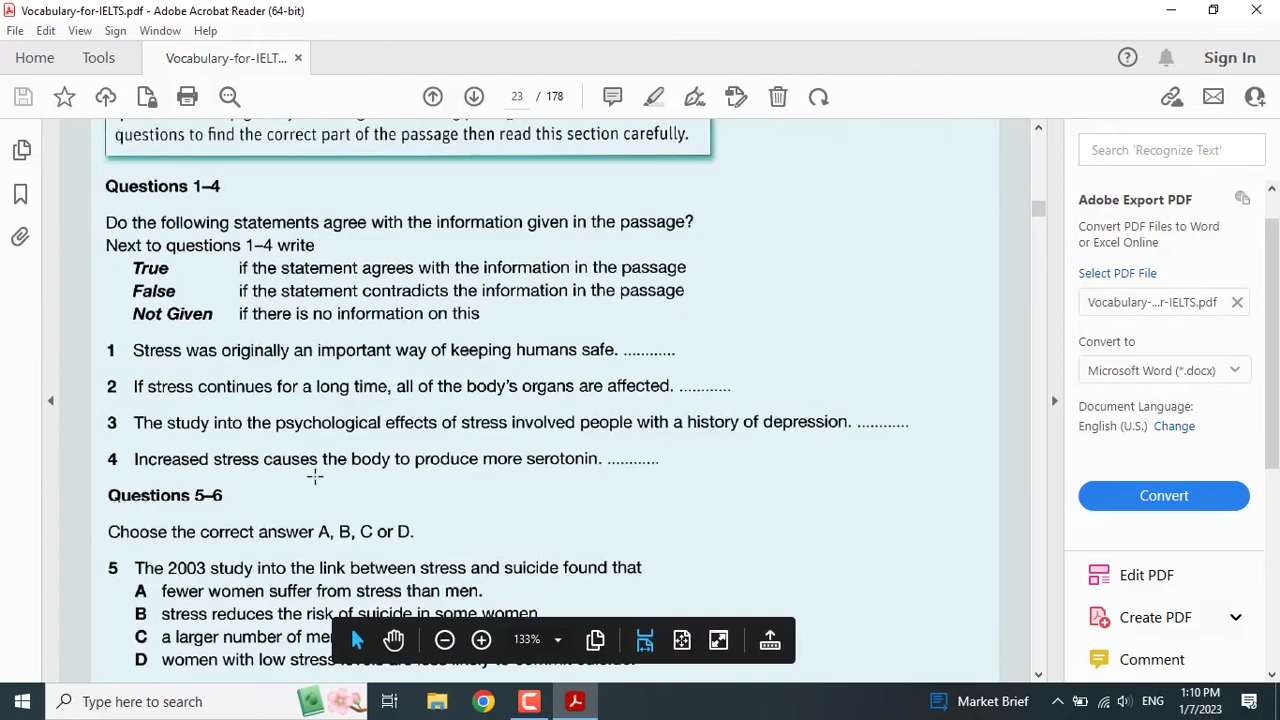 Vocabulary-for-IELTS.pdf - Adobe Acrobat Reader (64-bit)
File Edit View Sign Window Help
Home Tools Vocabulary-for-IELT... × Sign In
23 / 178
questions to find the correct part of the passage then read this section carefully.
Questions 1–4
Do the following statements agree with the information given in the passage?
Next to questions 1–4 write
True if the statement agrees with the information in the passage
False if the statement contradicts the information in the passage
Not Given if there is no information on this
1 Stress was originally an important way of keeping humans safe. ............
2 If stress continues for a long time, all of the body's organs are affected. ............
3 The study into the psychological effects of stress involved people with a history of depression. ............
4 Increased stress causes the body to produce more serotonin. ............
Questions 5–6
Choose the correct answer A, B, C or D.
5 The 2003 study into the link between stress and suicide found that
A fewer women suffer from stress than men.
B stress reduces the risk of suicide in some women.
C a larger number of
D women with low stress
133%
Search 'Recognize Text'
Adobe Export PDF
Convert PDF Files to Word
or Excel Online
Select PDF File
Vocabulary-...r-IELTS.pdf
Convert to
Microsoft Word (*.docx)
Document Language:
English (U.S.) Change
Convert
Edit PDF
Create PDF
Comment
Type here to search
Market Brief
ENG
1:10 PM
1/7/2023